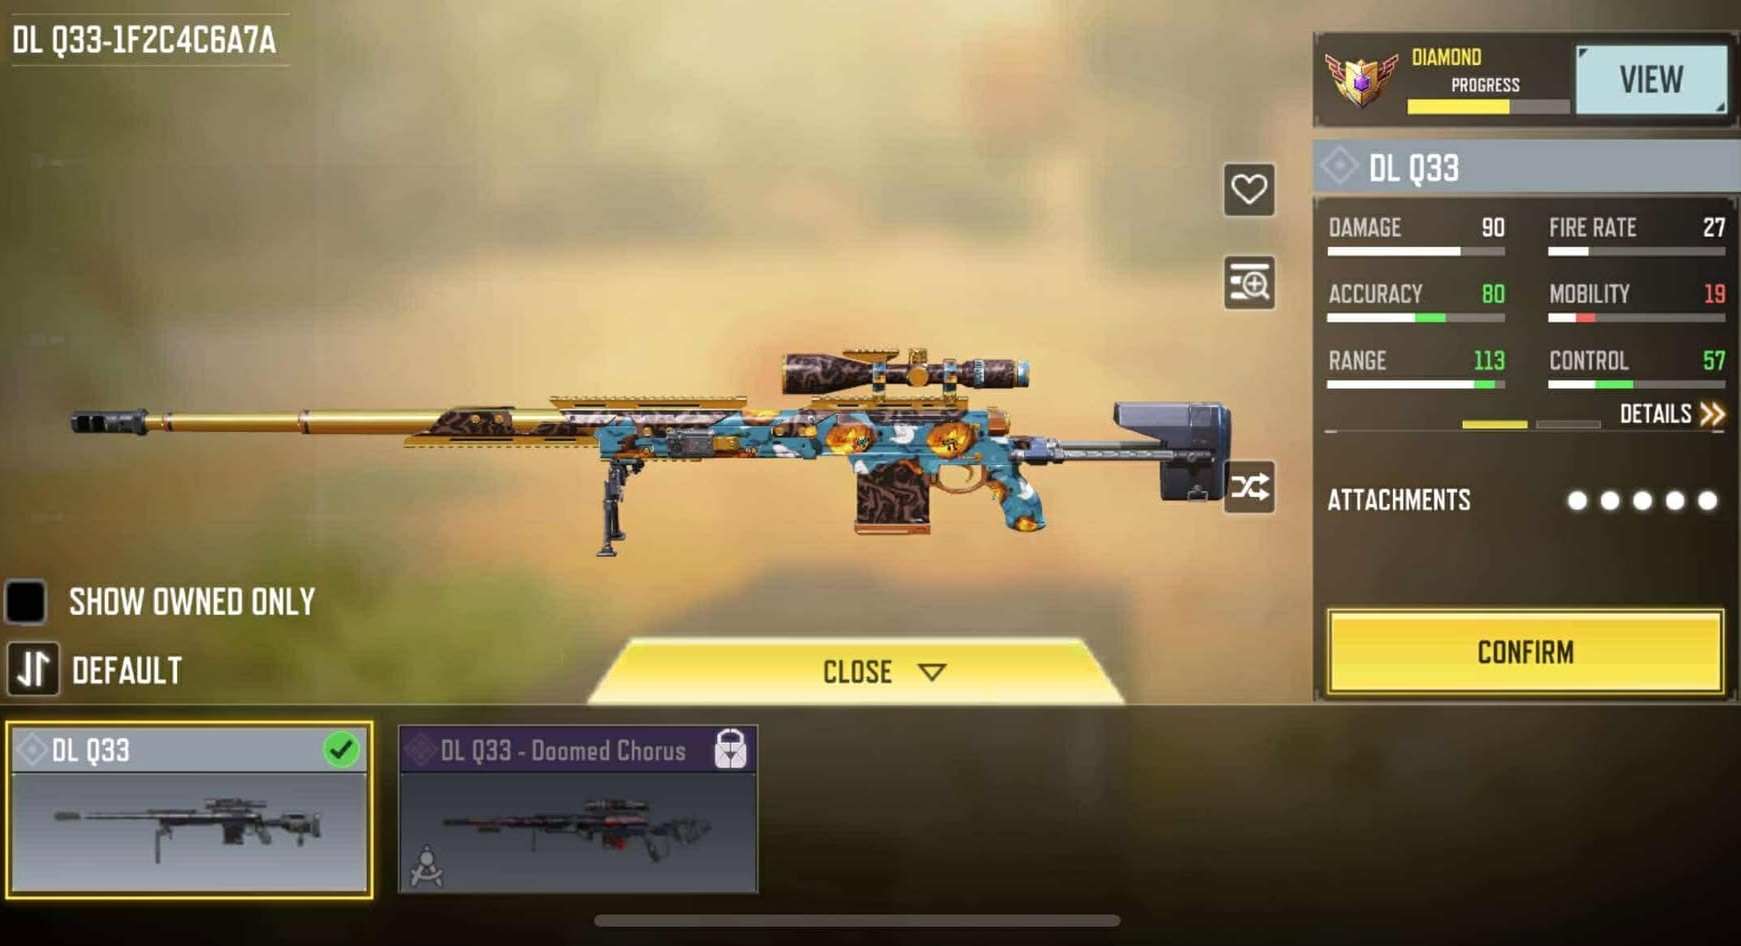 DL Q33-1F2C4C6A7A
DIAMOND
PROGRESS
VIEW
DL Q33
DAMAGE 90
FIRE RATE 27
ACCURACY 80
MOBILITY 19
RANGE 113
CONTROL 57
DETAILS
ATTACHMENTS
SHOW OWNED ONLY
DEFAULT
CLOSE
CONFIRM
DL Q33
DL Q33 - Doomed Chorus